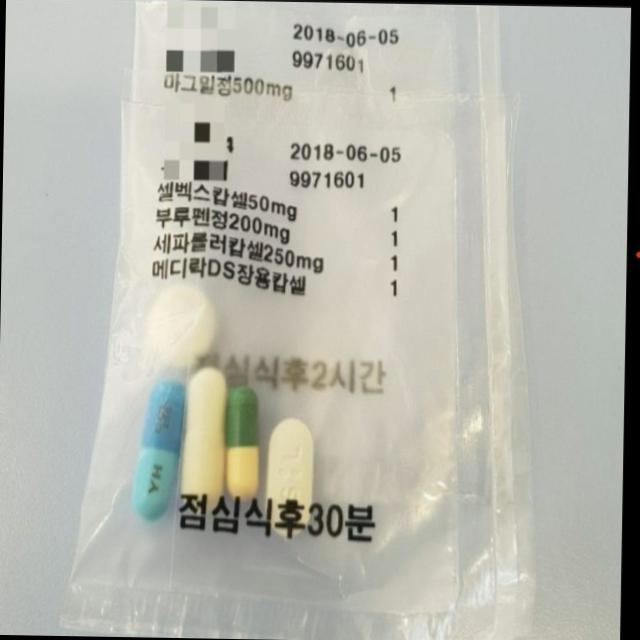 2018-06-05
9971601
마그밀정500mg 1
2018-06-05
9971601
셀벡스캅셀50mg 1
부루펜정200mg 1
세파클러캅셀250mg 1
메디락DS장용캅셀 1
점심식후2시간
점심식후30분